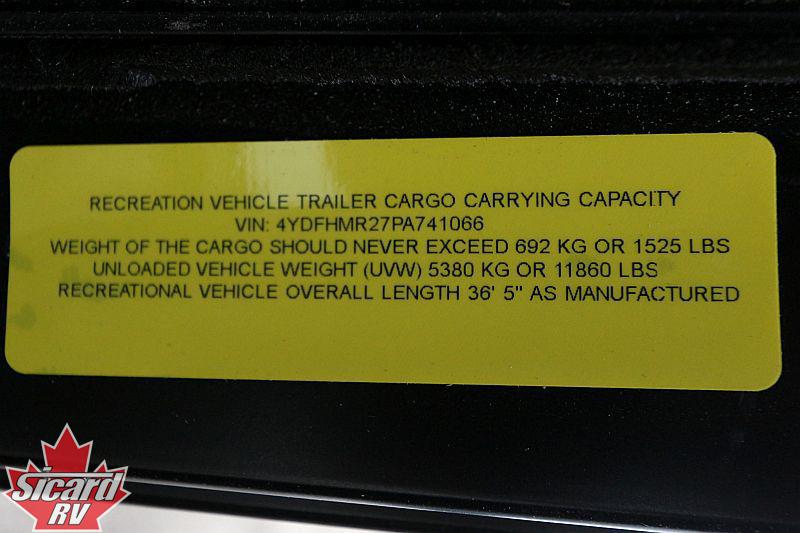 RECREATION VEHICLE TRAILER CARGO CARRYING CAPACITY
VIN: 4YDFHMR27PA741066
WEIGHT OF THE CARGO SHOULD NEVER EXCEED 692 KG OR 1525 LBS
UNLOADED VEHICLE WEIGHT (UVW) 5380 KG OR 11860 LBS
RECREATIONAL VEHICLE OVERALL LENGTH 36' 5" AS MANUFACTURED
Sicard
RV